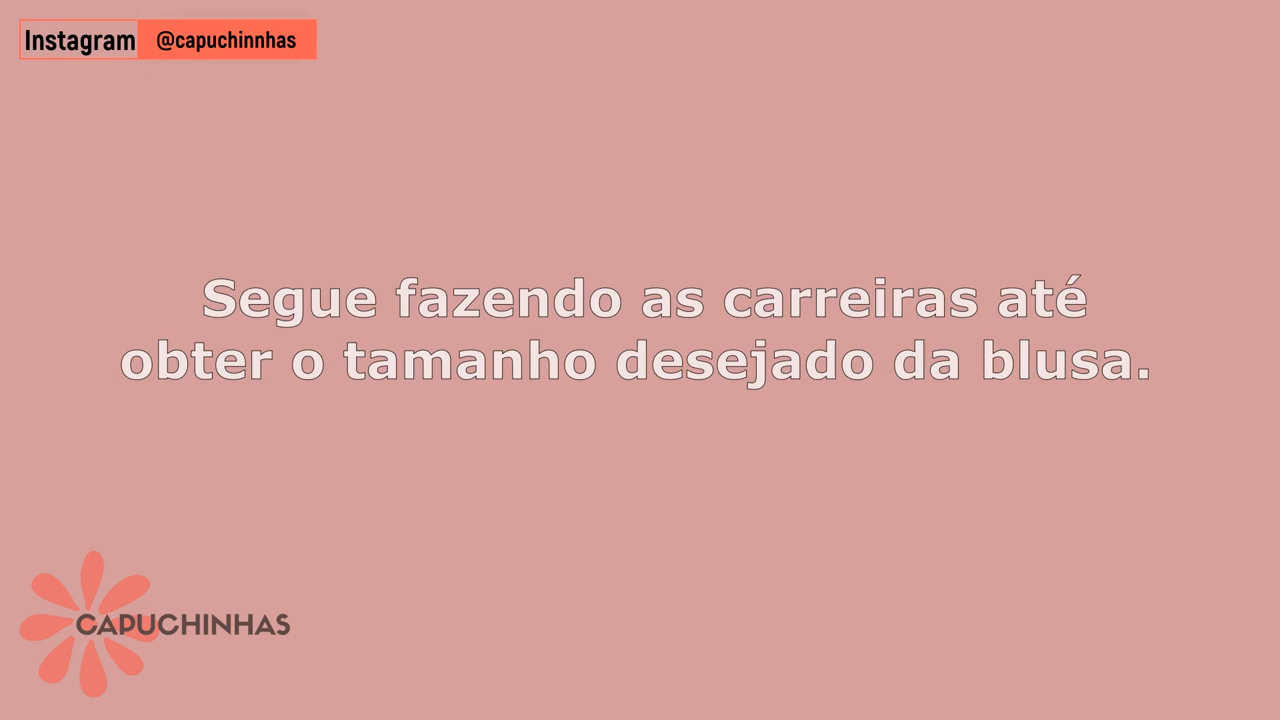 Instagram @capuchinnhas
Segue fazendo as carreiras até
obter o tamanho desejado da blusa.
CAPUCHINHAS